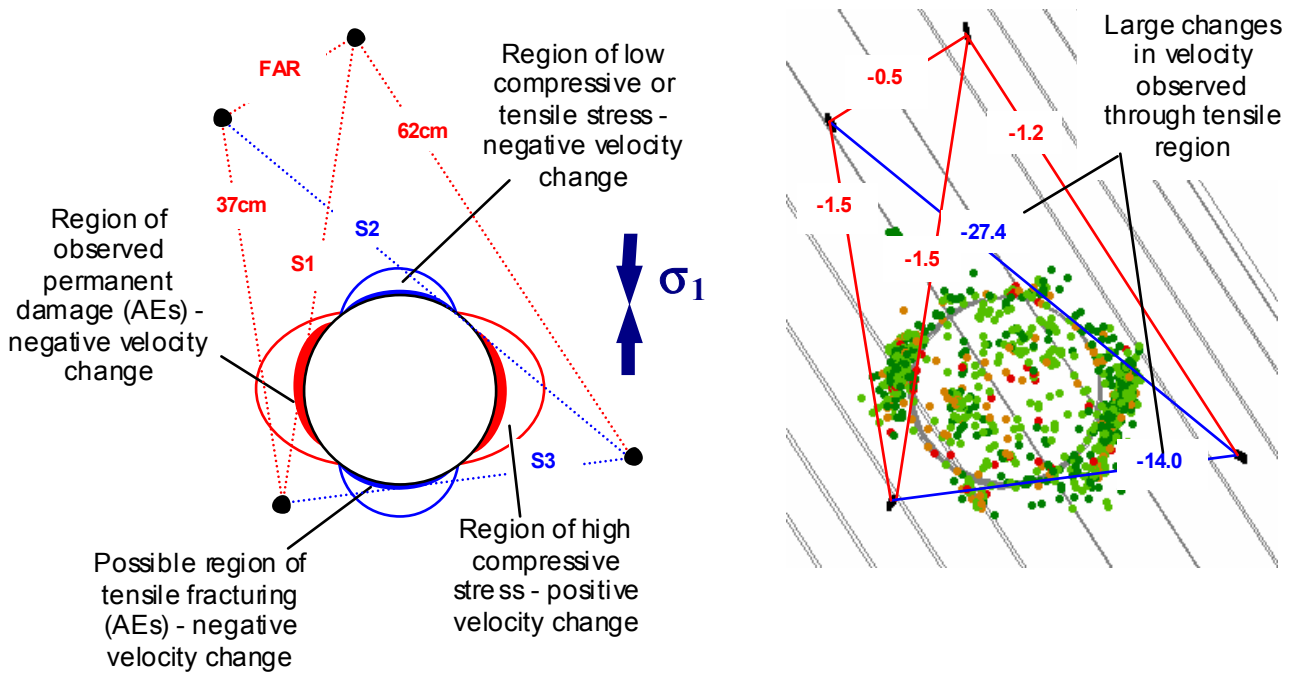 FAR
62cm
37cm
S1
S2
S3
Region of low
compressive or
tensile stress -
negative velocity
change
Region of
observed
permanent
damage (AEs) -
negative velocity
change
σ1
Possible region of
tensile fracturing
(AEs) - negative
velocity change
Region of high
compressive
stress - positive
velocity change
Large changes
in velocity
observed
through tensile
region
-0.5
-1.2
-1.5
-27.4
-1.5
-14.0